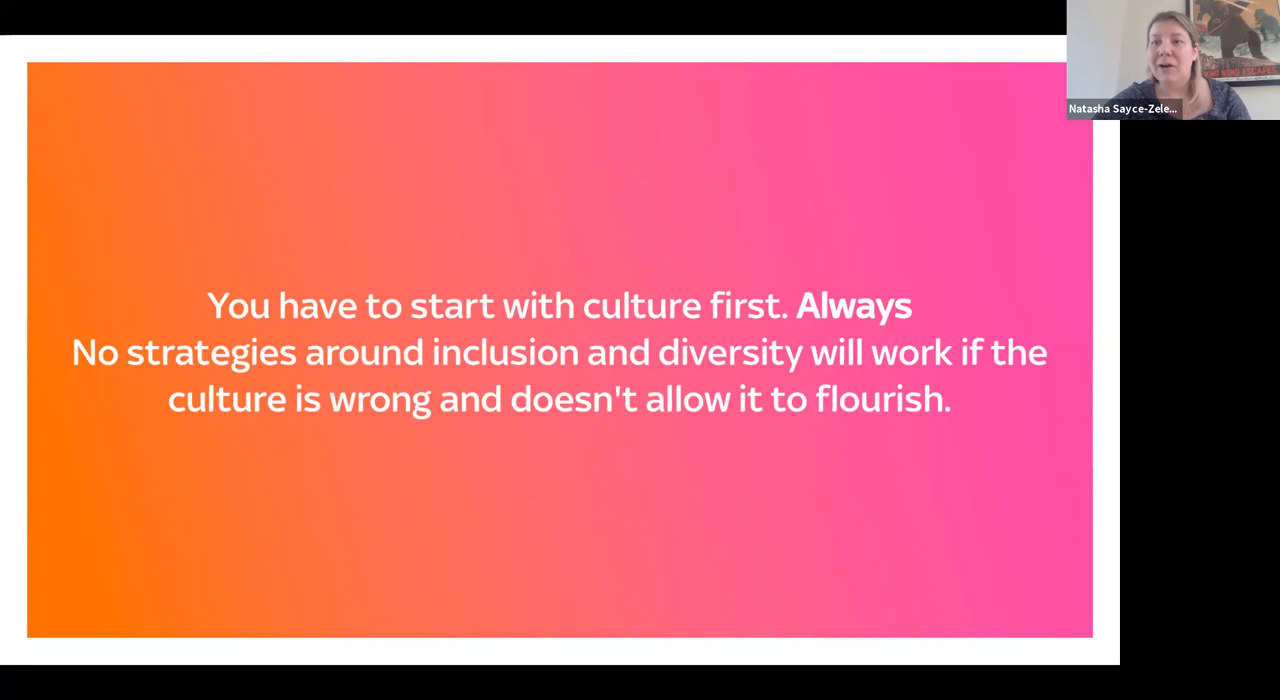 Natasha Sayce-Zele...
You have to start with culture first. Always
No strategies around inclusion and diversity will work if the
culture is wrong and doesn't allow it to flourish.